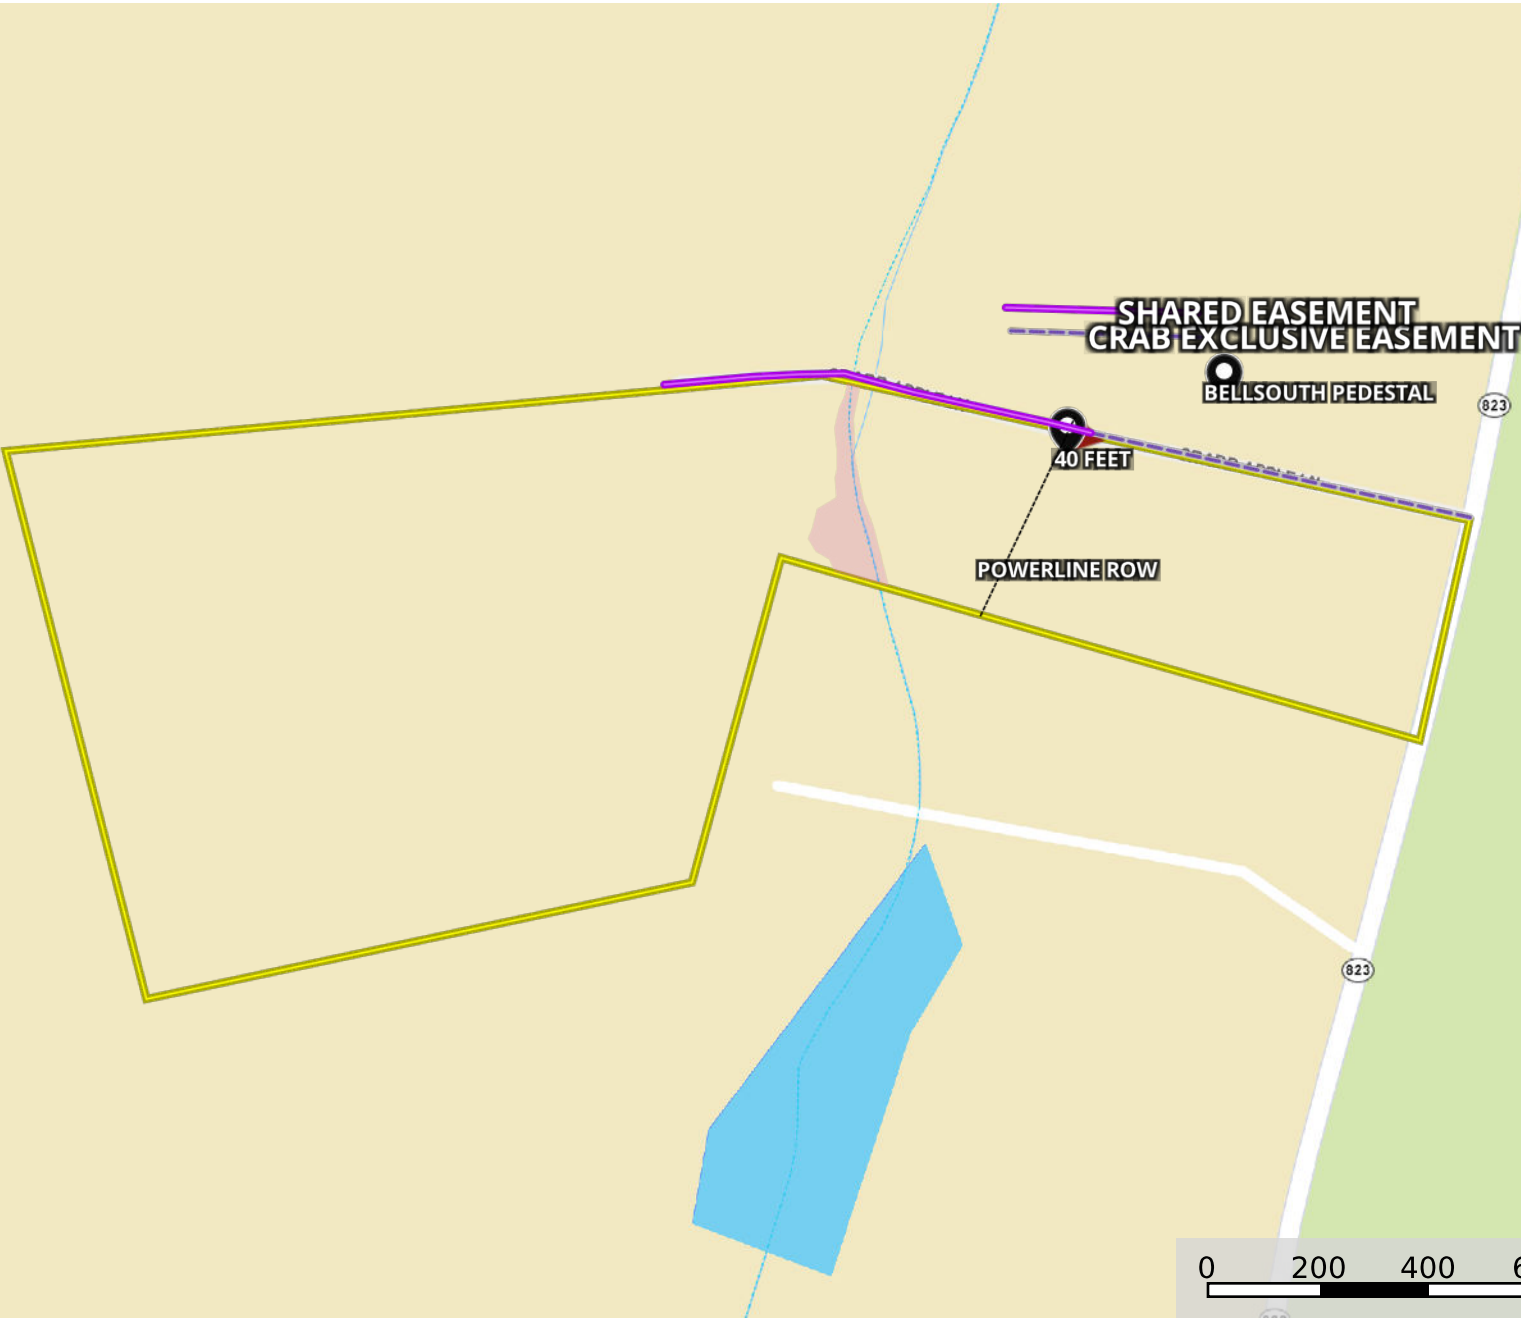 SHARED EASEMENT
CRAB EXCLUSIVE EASEMENT
BELLSOUTH PEDESTAL
823
40 FEET
POWERLINE ROW
823
0 200 400